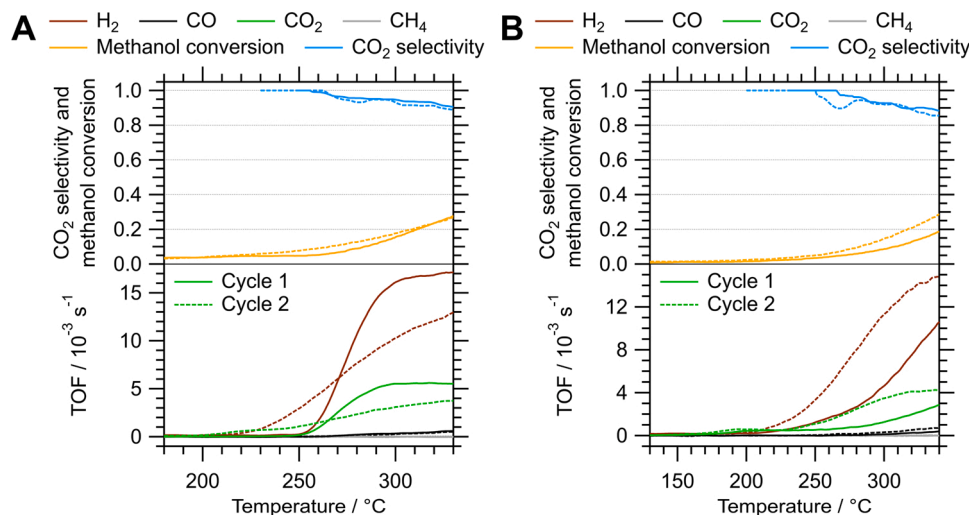 A
H₂ CO CO₂ CH₄
Methanol conversion CO₂ selectivity
CO₂ selectivity and
methanol conversion
1.0
0.8
0.6
0.4
0.2
0.0
Cycle 1
Cycle 2
TOF / 10⁻³ s⁻¹
15
10
5
0
200 250 300
Temperature / °C
B
H₂ CO CO₂ CH₄
Methanol conversion CO₂ selectivity
CO₂ selectivity and
methanol conversion
1.0
0.8
0.6
0.4
0.2
0.0
Cycle 1
Cycle 2
TOF / 10⁻³ s⁻¹
12
8
4
0
150 200 250 300
Temperature / °C